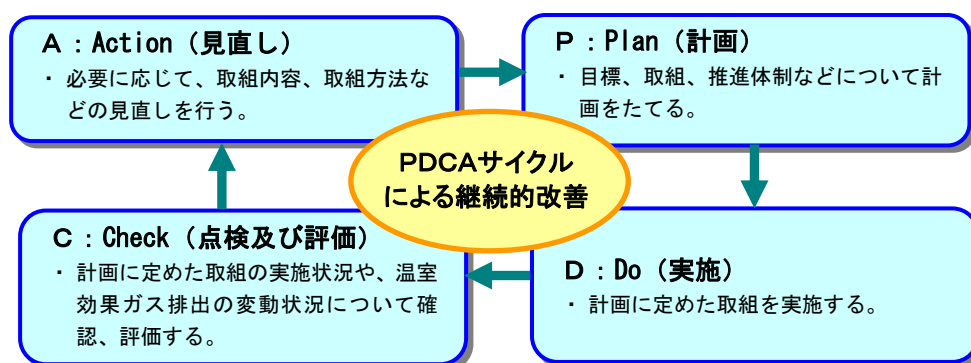 A：Action（見直し）
・ 必要に応じて、取組内容、取組方法な
どの見直しを行う。
P：Plan（計画）
・ 目標、取組、推進体制などについて計
画をたてる。
PDCAサイクル
による継続的改善
C：Check（点検及び評価）
・ 計画に定めた取組の実施状況や、温室
効果ガス排出の変動状況について確
認、評価する。
D：Do（実施）
・ 計画に定めた取組を実施する。